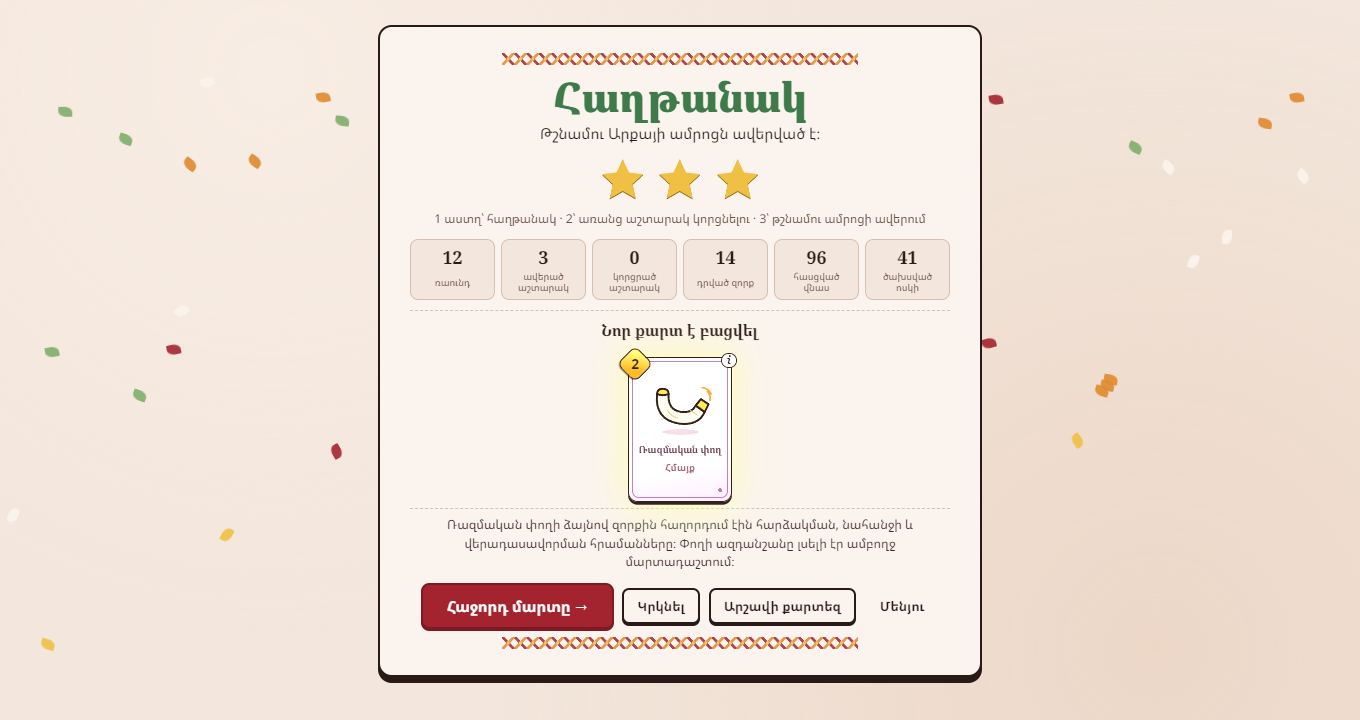 Հաղթանակ
Թշնամու Արքայի ամրոցն ավերված է:
1 աստղ՝ հաղթանակ · 2՝ առանց աշտարակ կորցնելու · 3՝ թշնամու ամրոցի ավերում
12
ռաունդ
3
ավերած
աշտարակ
0
կորցրած
աշտարակ
14
դրված զորք
96
հասցված
վնաս
41
ծախսված
ոսկի
Նոր քարտ է բացվել
2
i
Ռազմական փող
Հմայք
Ռազմական փողի ձայնով զորքին հաղորդում էին հարձակման, նահանջի և
վերադասավորման հրամանները: Փողի ազդանշանը լսելի էր ամբողջ
մարտադաշտում:
Հաջորդ մարտը →
Կրկնել
Արշավի քարտեզ
Մենյու